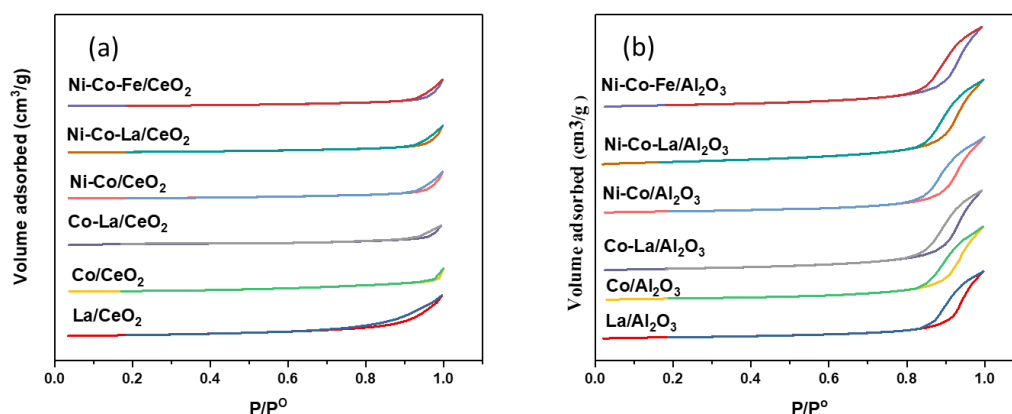 (a)
Volume adsorbed (cm³/g)
Ni-Co-Fe/CeO₂
Ni-Co-La/CeO₂
Ni-Co/CeO₂
Co-La/CeO₂
Co/CeO₂
La/CeO₂
0.0 0.2 0.4 0.6 0.8 1.0
P/P⁰
(b)
Volume adsorbed (cm3/g )
Ni-Co-Fe/Al₂O₃
Ni-Co-La/Al₂O₃
Ni-Co/Al₂O₃
Co-La/Al₂O₃
Co/Al₂O₃
La/Al₂O₃
0.0 0.2 0.4 0.6 0.8 1.0
P/P⁰